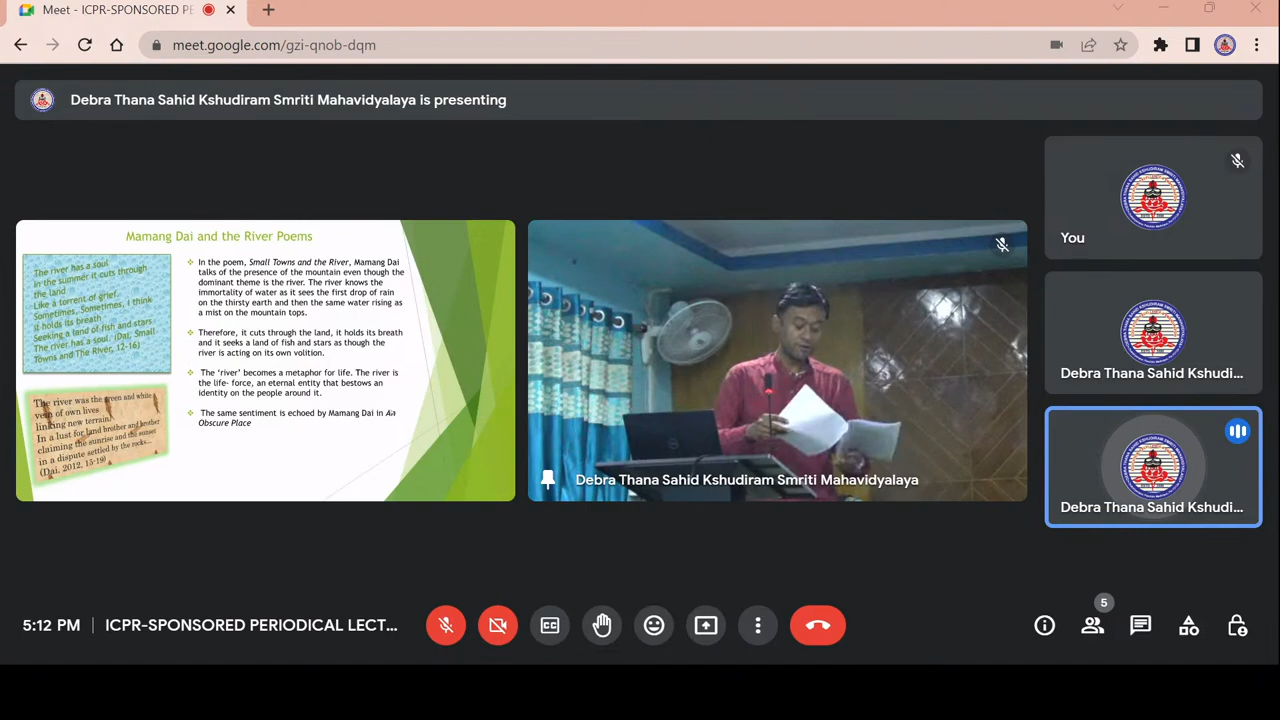 Meet - ICPR-SPONSORED PE
meet.google.com/gzi-qnob-dqm
Debra Thana Sahid Kshudiram Smriti Mahavidyalaya is presenting
Mamang Dai and the River Poems
The river has a soul
In the summer it cuts through
the land
Like a torrent of grief.
Sometimes, Sometimes, I think
it holds its breath
Seeking a land of fish and stars
The river has a soul. (Dai, Small
Towns and The River, 12-16)
The river was the green and white
vein of own lives
linking new terrain,
In a lust for land brother and brother
claiming the sunrise and the sunset
in a dispute settled by the rocks...
(Dai, 2012, 15-19)
In the poem, Small Towns and the River, Mamang Dai
talks of the presence of the mountain even though the
dominant theme is the river. The river knows the
immortality of water as it sees the first drop of rain
on the thirsty earth and then the same water rising as
a mist on the mountain tops.
Therefore, it cuts through the land, it holds its breath
and it seeks a land of fish and stars as though the
river is acting on its own volition.
The ‘river’ becomes a metaphor for life. The river is
the life- force, an eternal entity that bestows an
identity on the people around it.
The same sentiment is echoed by Mamang Dai in An
Obscure Place
Debra Thana Sahid Kshudiram Smriti Mahavidyalaya
You
Debra Thana Sahid Kshudi...
Debra Thana Sahid Kshudi...
5:12 PM | ICPR-SPONSORED PERIODICAL LECT...
5